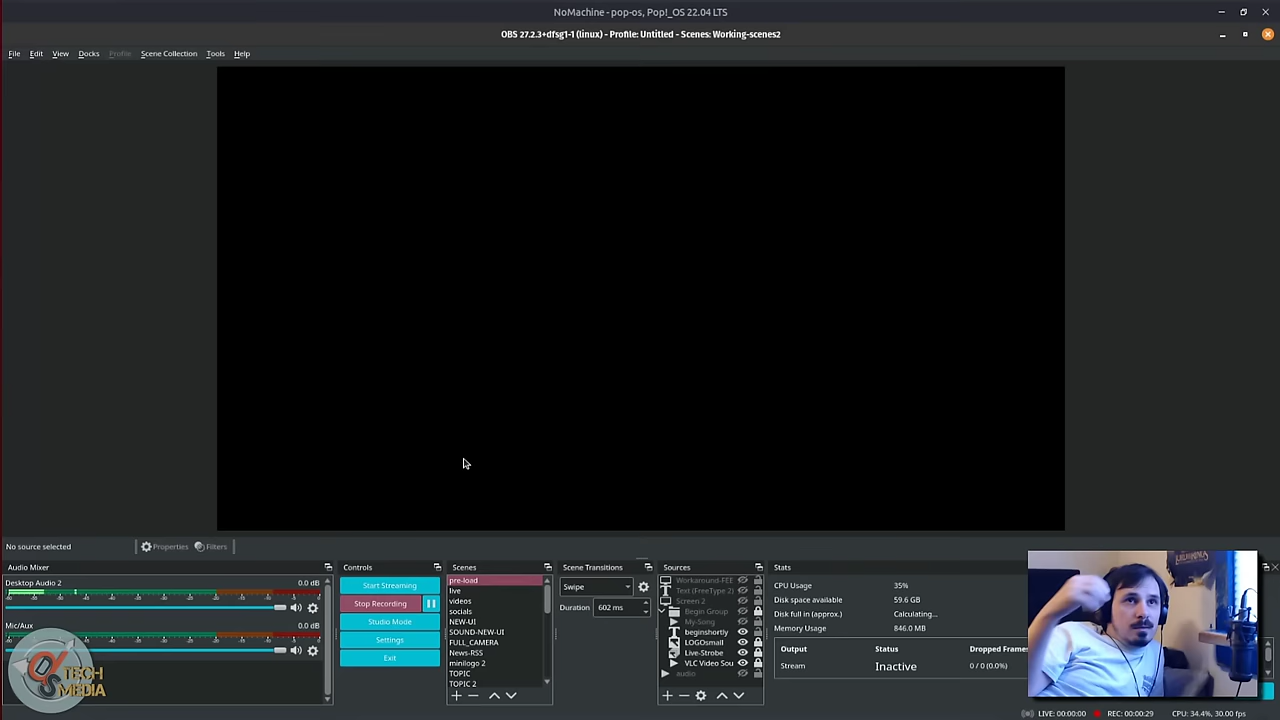 NoMachine - pop-os, Pop!_OS 22.04 LTS
OBS 27.2.3+dfsg1-1 (linux) - Profile: Untitled - Scenes: Working-scenes2
File Edit View Docks Profile Scene Collection Tools Help
No source selected Properties Filters
Audio Mixer
Desktop Audio 2 0.0 dB
Mic/Aux 0.0 dB
OS TECH MEDIA
Controls
Start Streaming
Stop Recording
Studio Mode
Settings
Exit
Scenes
pre-load
live
videos
socials
NEW-UI
SOUND-NEW-UI
FULL_CAMERA
News-RSS
minilogo 2
TOPIC
TOPIC 2
Scene Transitions
Swipe
Duration 602 ms
Sources
Workaround-FEE
Text (FreeType 2)
Screen 2
Begin Group
My-Song
beginshortly
LOGOsmall
Live-Strobe
VLC Video Sou
audio
Stats
CPU Usage 35%
Disk space available 59.6 GB
Disk full in (approx.) Calculating...
Memory Usage 846.0 MB
Output Status Dropped Frames
Stream Inactive 0 / 0 (0.0%)
LIVE: 00:00:00 REC: 00:00:29 CPU: 34.4%, 30.00 fps